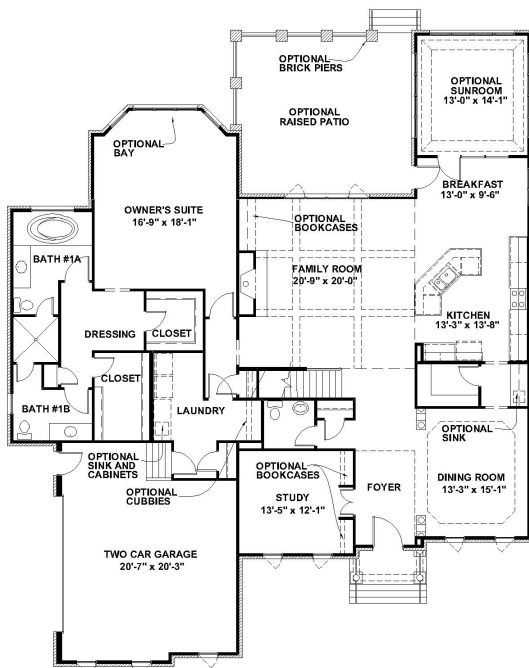 OPTIONAL
BRICK PIERS
OPTIONAL
SUNROOM
13'-0" x 14'-1"
OPTIONAL
RAISED PATIO
OPTIONAL
BAY
BREAKFAST
13'-0" x 9'-6"
OWNER'S SUITE
16'-9" x 18'-1"
OPTIONAL
BOOKCASES
BATH #1A
FAMILY ROOM
20'-9" x 20'-0"
KITCHEN
13'-3" x 13'-8"
DRESSING
CLOSET
CLOSET
BATH #1B
LAUNDRY
OPTIONAL
SINK
OPTIONAL
SINK AND
CABINETS
OPTIONAL
BOOKCASES
DINING ROOM
13'-3" x 15'-1"
OPTIONAL
CUBBIES
STUDY
13'-5" x 12'-1"
FOYER
TWO CAR GARAGE
20'-7" x 20'-3"